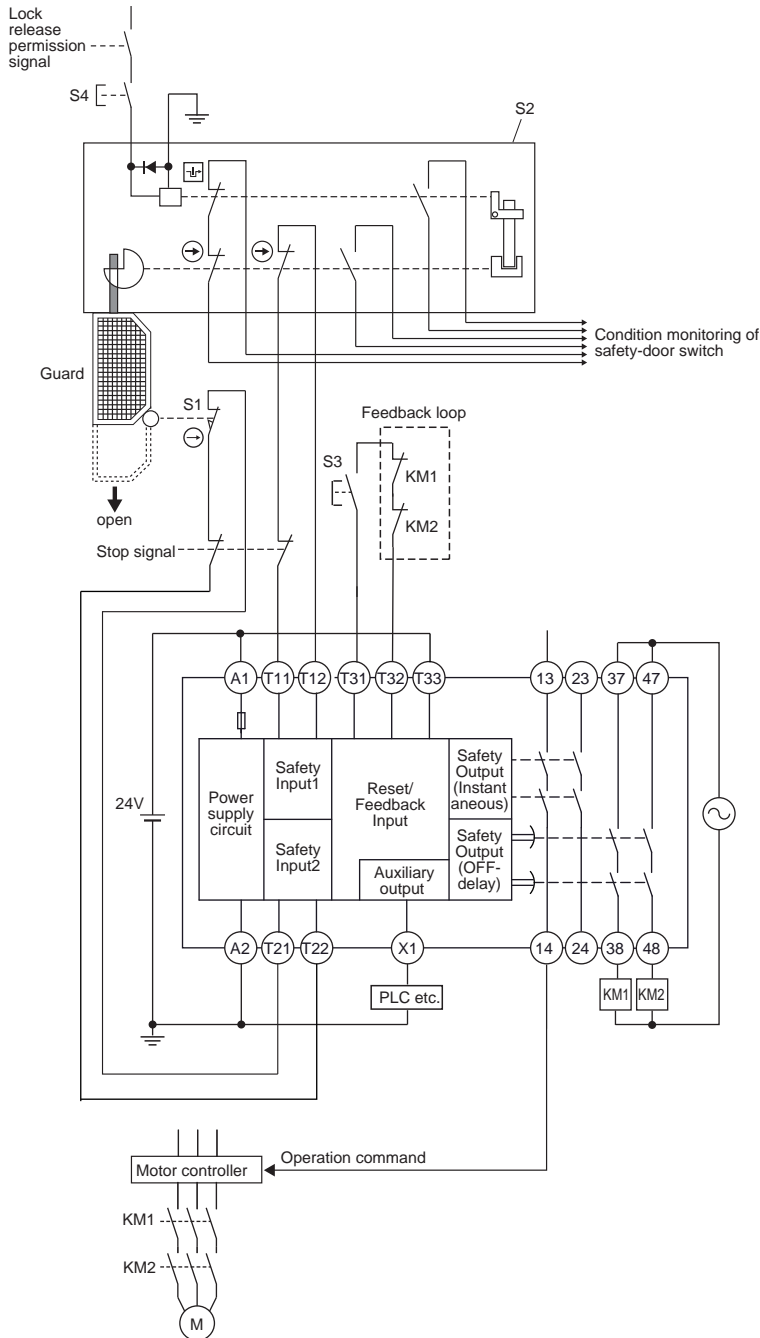 Lock
release
permission
signal
S4
S2
Guard
S1
open
Stop signal
S3
Feedback loop
KM1
KM2
Condition monitoring of
safety-door switch
A1
T11
T12
T31
T32
T33
13
23
37
47
24V
Power
supply
circuit
Safety
Input1
Safety
Input2
Reset/
Feedback
Input
Auxiliary
output
Safety
Output
(Instant
aneous)
Safety
Output
(OFF-
delay)
A2
T21
T22
X1
14
24
38
48
PLC etc.
KM1
KM2
Motor controller
Operation command
KM1
KM2
M